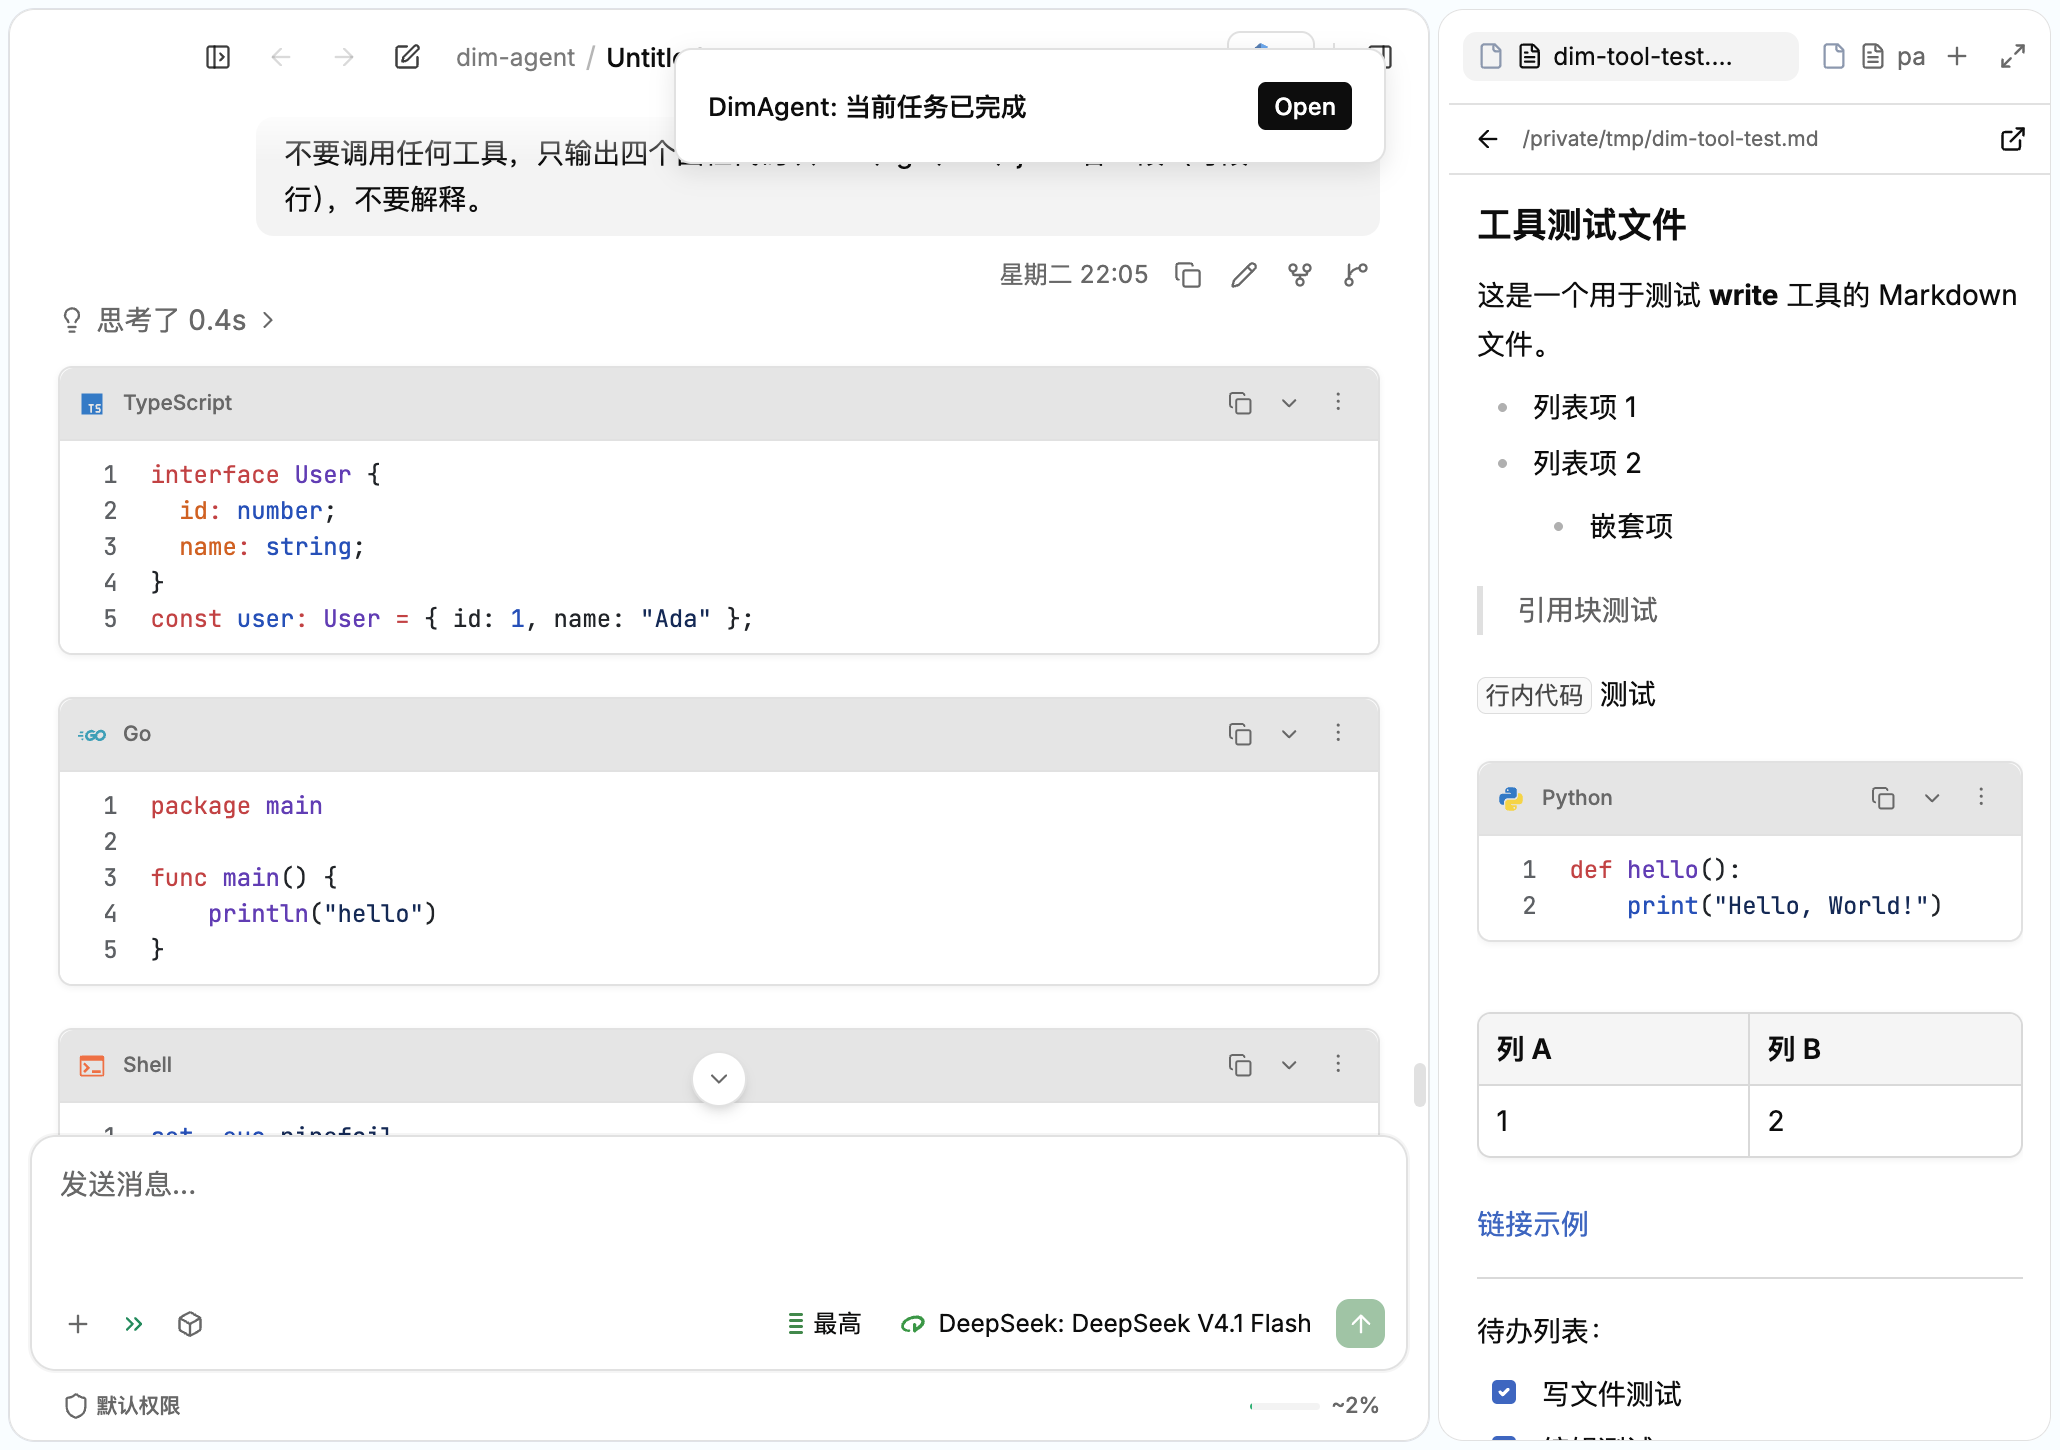 dim-agent / Untitle
DimAgent: 当前任务已完成
Open
不要调用任何工具，只输出四个
行），不要解释。
星期二 22:05
思考了 0.4s
TypeScript
1 interface User {
2   id: number;
3   name: string;
4 }
5 const user: User = { id: 1, name: "Ada" };
Go
1 package main
2
3 func main() {
4     println("hello")
5 }
Shell
1
发送消息...
最高
DeepSeek: DeepSeek V4.1 Flash
默认权限
~2%
dim-tool-test....
pa
/private/tmp/dim-tool-test.md
工具测试文件
这是一个用于测试 write 工具的 Markdown
文件。
列表项 1
列表项 2
嵌套项
引用块测试
行内代码 测试
Python
1 def hello():
2     print("Hello, World!")
列 A 列 B
1 2
链接示例
待办列表：
写文件测试